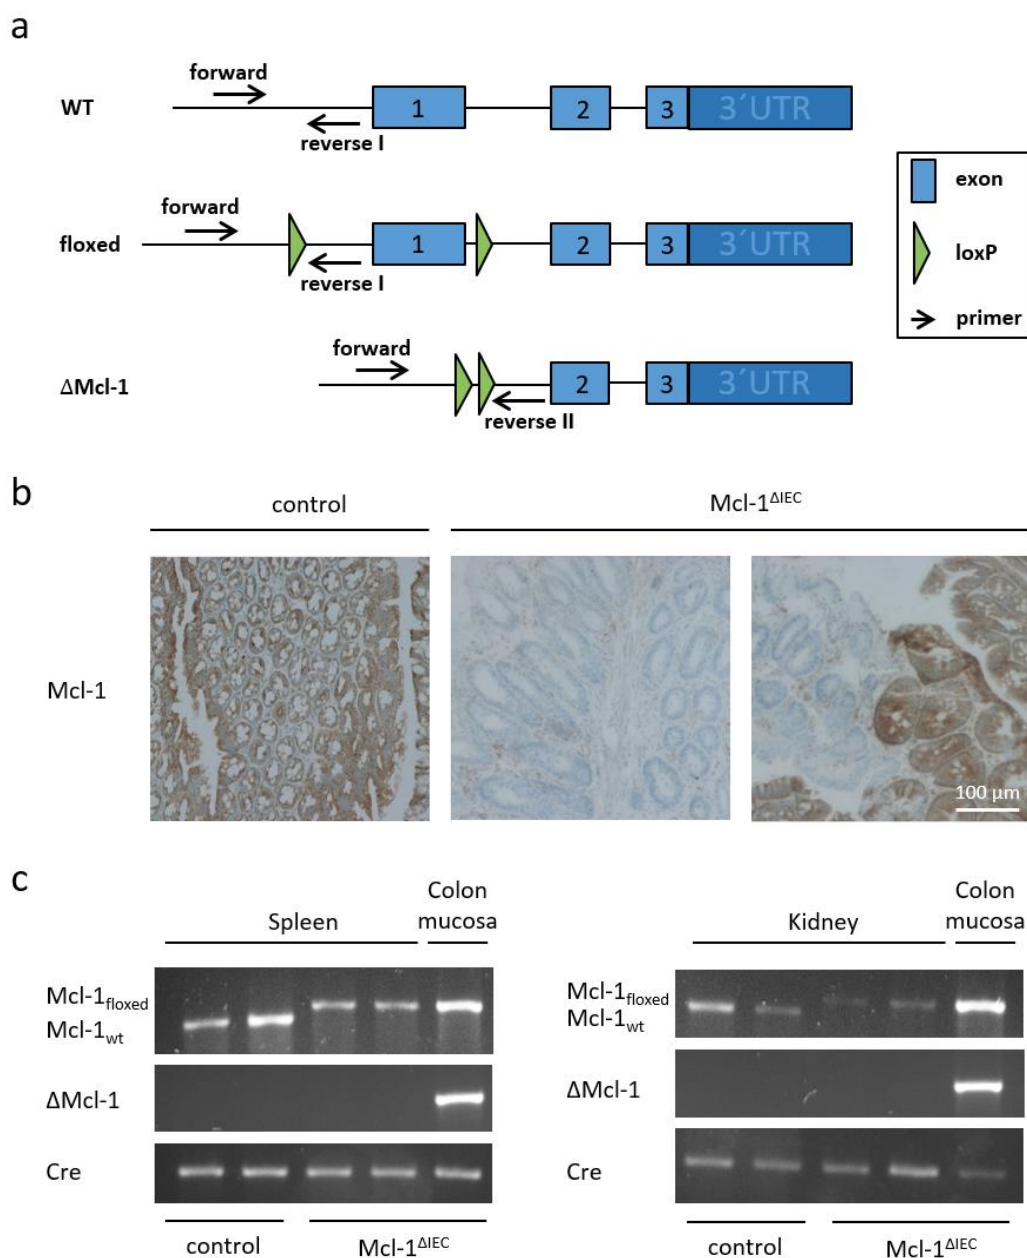 a
forward
WT
1
2
3
3´UTR
reverse I
exon
forward
floxed
1
2
3
3´UTR
loxP
reverse I
primer
forward
ΔMcl-1
2
3
3´UTR
reverse II
b
control
Mcl-1ΔIEC
Mcl-1
100 µm
c
Spleen
Colon
mucosa
Mcl-1floxed
Mcl-1wt
ΔMcl-1
Cre
control
Mcl-1ΔIEC
Kidney
Colon
mucosa
Mcl-1floxed
Mcl-1wt
ΔMcl-1
Cre
control
Mcl-1ΔIEC